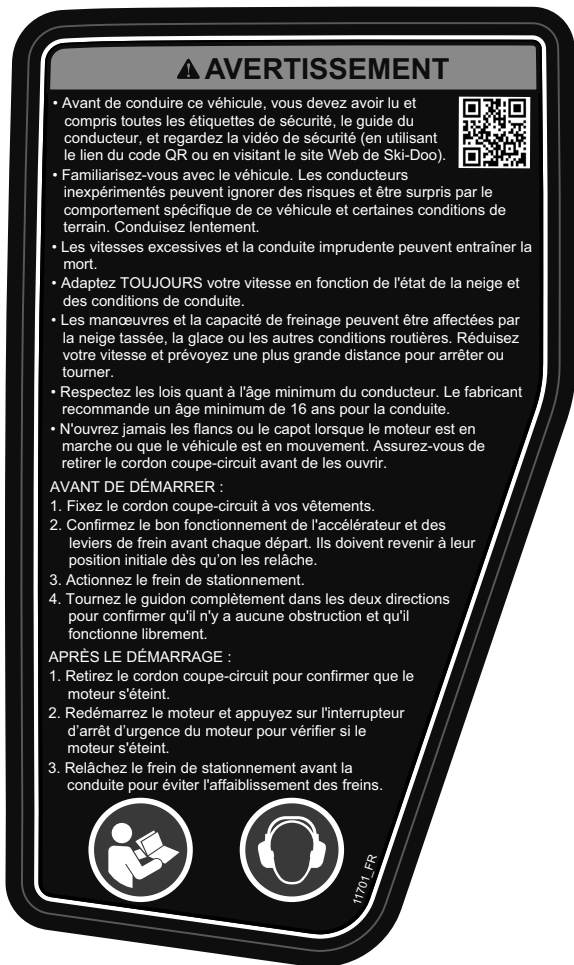 AVERTISSEMENT
• Avant de conduire ce véhicule, vous devez avoir lu et
compris toutes les étiquettes de sécurité, le guide du
conducteur, et regardez la vidéo de sécurité (en utilisant
le lien du code QR ou en visitant le site Web de Ski-Doo).
• Familiarisez-vous avec le véhicule. Les conducteurs
inexpérimentés peuvent ignorer des risques et être surpris par le
comportement spécifique de ce véhicule et certaines conditions de
terrain. Conduisez lentement.
• Les vitesses excessives et la conduite imprudente peuvent entraîner la
mort.
• Adaptez TOUJOURS votre vitesse en fonction de l'état de la neige et
des conditions de conduite.
• Les manœuvres et la capacité de freinage peuvent être affectées par
la neige tassée, la glace ou les autres conditions routières. Réduisez
votre vitesse et prévoyez une plus grande distance pour arrêter ou
tourner.
• Respectez les lois quant à l'âge minimum du conducteur. Le fabricant
recommande un âge minimum de 16 ans pour la conduite.
• N'ouvrez jamais les flancs ou le capot lorsque le moteur est en
marche ou que le véhicule est en mouvement. Assurez-vous de
retirer le cordon coupe-circuit avant de les ouvrir.
AVANT DE DÉMARRER :
1. Fixez le cordon coupe-circuit à vos vêtements.
2. Confirmez le bon fonctionnement de l'accélérateur et des
leviers de frein avant chaque départ. Ils doivent revenir à leur
position initiale dès qu’on les relâche.
3. Actionnez le frein de stationnement.
4. Tournez le guidon complètement dans les deux directions
pour confirmer qu'il n'y a aucune obstruction et qu'il
fonctionne librement.
APRÈS LE DÉMARRAGE :
1. Retirez le cordon coupe-circuit pour confirmer que le
moteur s'éteint.
2. Redémarrez le moteur et appuyez sur l'interrupteur
d’arrêt d’urgence du moteur pour vérifier si le
moteur s'éteint.
3. Relâchez le frein de stationnement avant la
conduite pour éviter l'affaiblissement des freins.
11701_FR